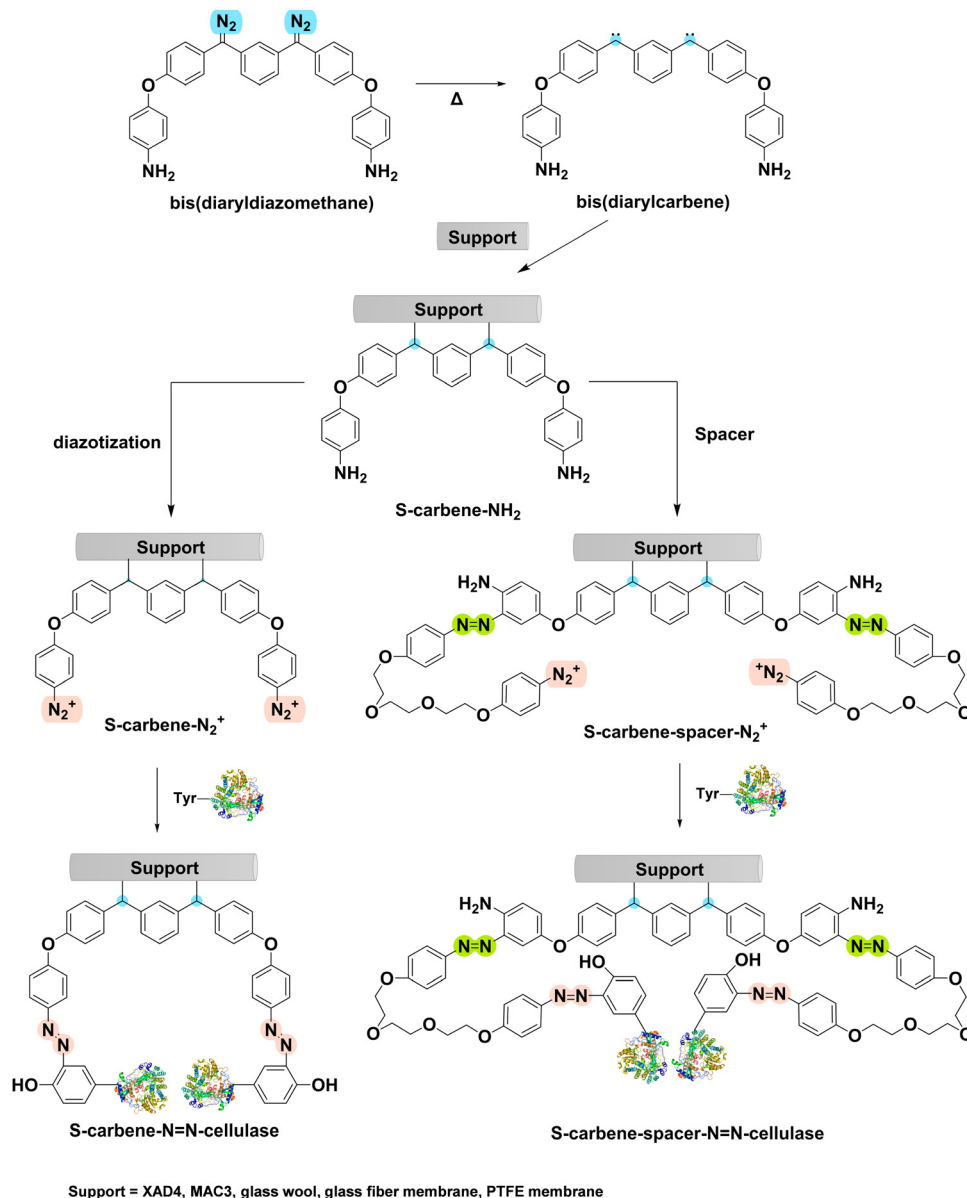 N2 N2
O O
Δ
O O
NH2 NH2
NH2 NH2
bis(diaryldiazomethane)
bis(diarylcarbene)
Support
Support
O O
diazotization
Spacer
NH2 NH2
S-carbene-NH2
Support
Support
H2N NH2
O O
N=N O O N=N
O O
N2+ +N2
N2+ N2+
O O O O O O
S-carbene-N2+
S-carbene-spacer-N2+
Tyr
Tyr
Support
Support
H2N NH2
O O
N=N O O N=N
HO OH
O O
N N
N=N N=N
N N
O O O O O O
HO OH
S-carbene-N=N-cellulase
S-carbene-spacer-N=N-cellulase
Support = XAD4, MAC3, glass wool, glass fiber membrane, PTFE membrane